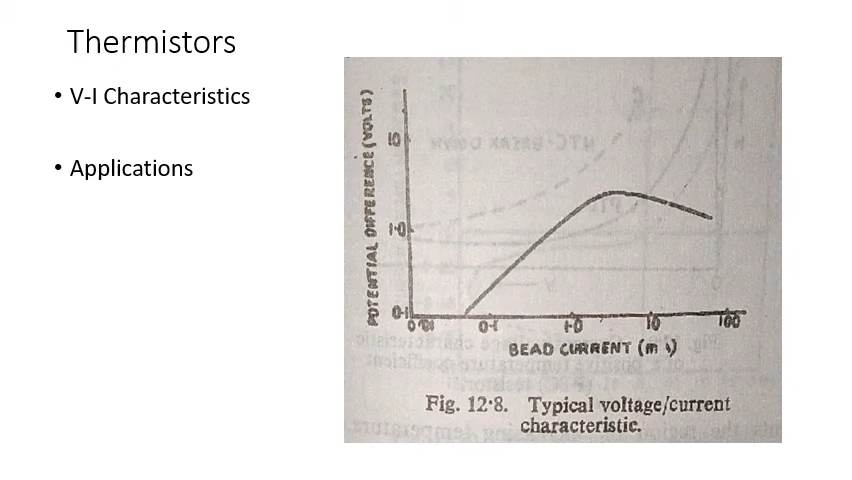 Thermistors
• V-I Characteristics
• Applications
POTENTIAL DIFFERENCE (VOLTS)
10
1·0
0·1
0·01 0·1 1·0 10 100
BEAD CURRENT (m A)
Fig. 12·8. Typical voltage/current
characteristic.